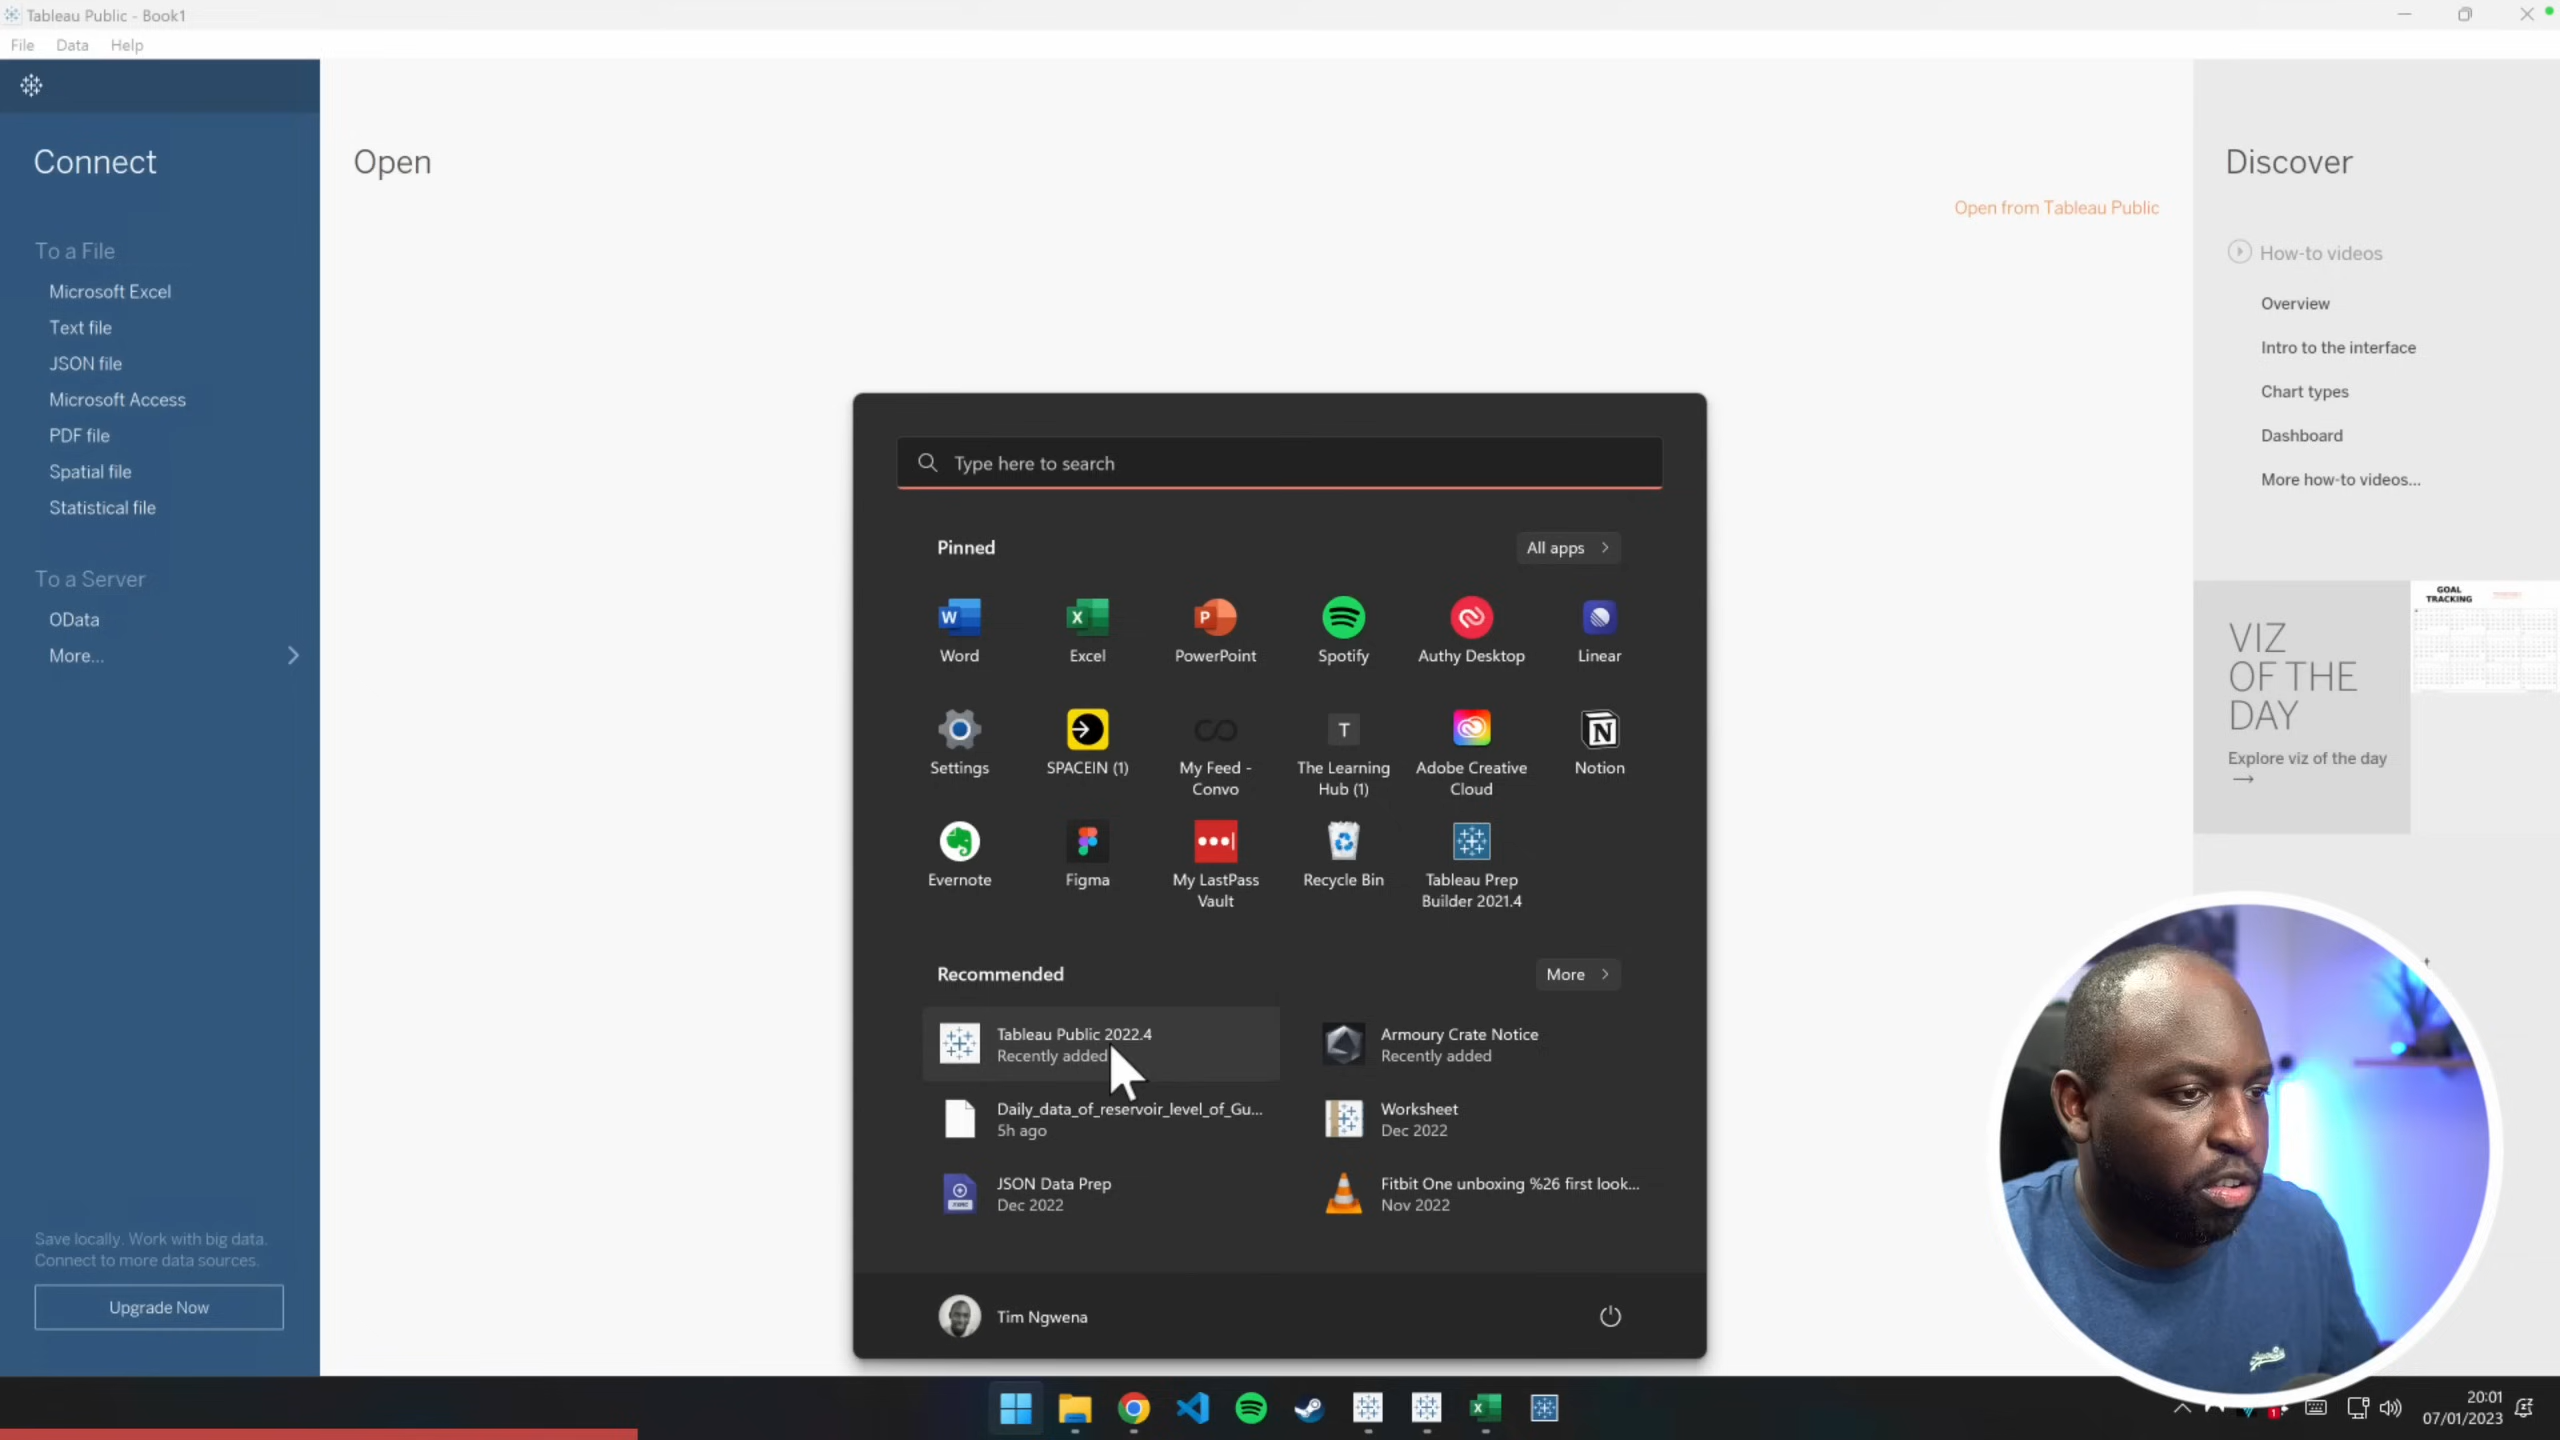 Tableau Public - Book1
File Data Help
Connect
To a File
Microsoft Excel
Text file
JSON file
Microsoft Access
PDF file
Spatial file
Statistical file
To a Server
OData
More...
Save locally. Work with big data.
Connect to more data sources.
Upgrade Now
Open
Open from Tableau Public
Type here to search
Pinned
All apps
Word
Excel
PowerPoint
Spotify
Authy Desktop
Linear
Settings
SPACEIN (1)
My Feed -
Convo
The Learning
Hub (1)
Adobe Creative
Cloud
Notion
Evernote
Figma
My LastPass
Vault
Recycle Bin
Tableau Prep
Builder 2021.4
Recommended
More
Tableau Public 2022.4
Recently added
Armoury Crate Notice
Recently added
Daily_data_of_reservoir_level_of_Gu...
5h ago
Worksheet
Dec 2022
JSON Data Prep
Dec 2022
Fitbit One unboxing %26 first look...
Nov 2022
Tim Ngwena
Discover
How-to videos
Overview
Intro to the interface
Chart types
Dashboard
More how-to videos...
VIZ
OF THE
DAY
Explore viz of the day
GOAL
TRACKING
20:01
07/01/2023